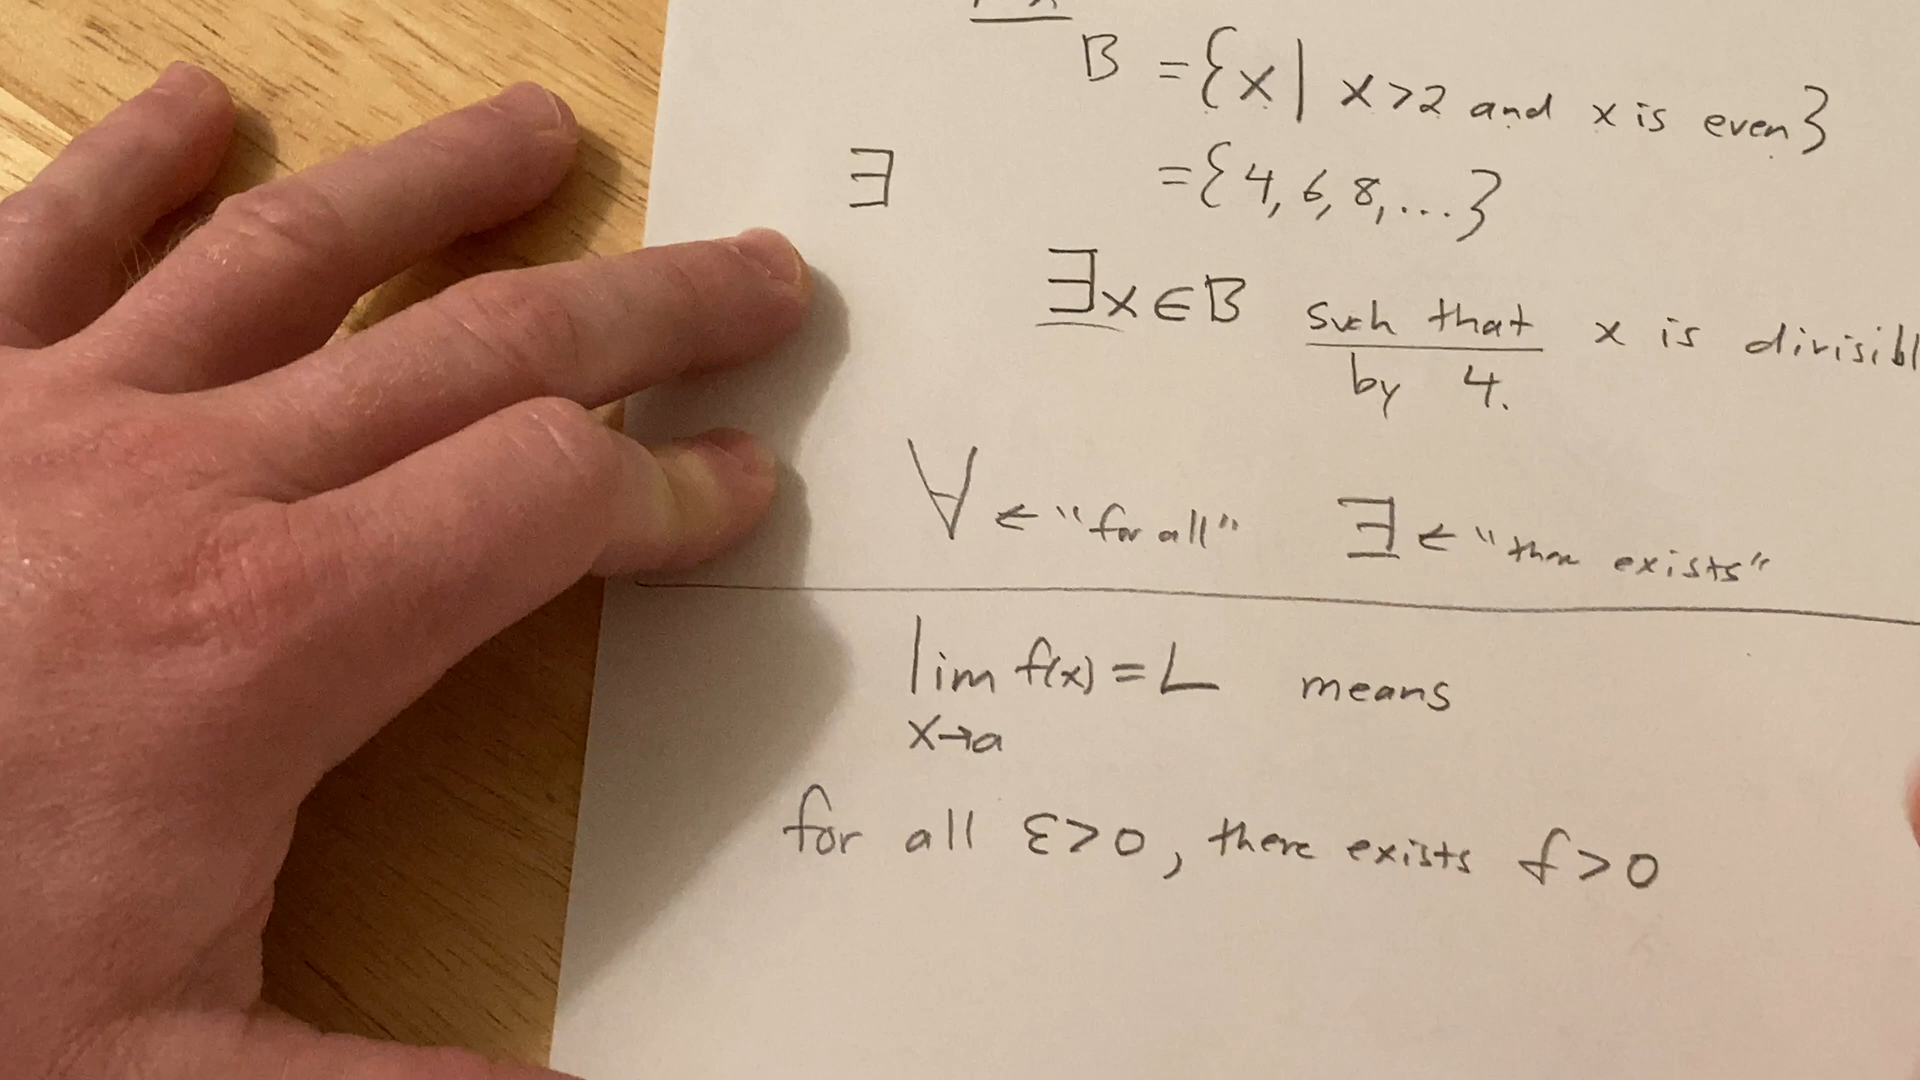 B = {x | x>2 and x is even}
∃ = {4, 6, 8, ...}
∃x∈B such that x is divisibl
by 4.
∀ ← "for all" ∃ ← "there exists"
lim f(x) = L means
x→a
for all ε>0, there exists δ>0